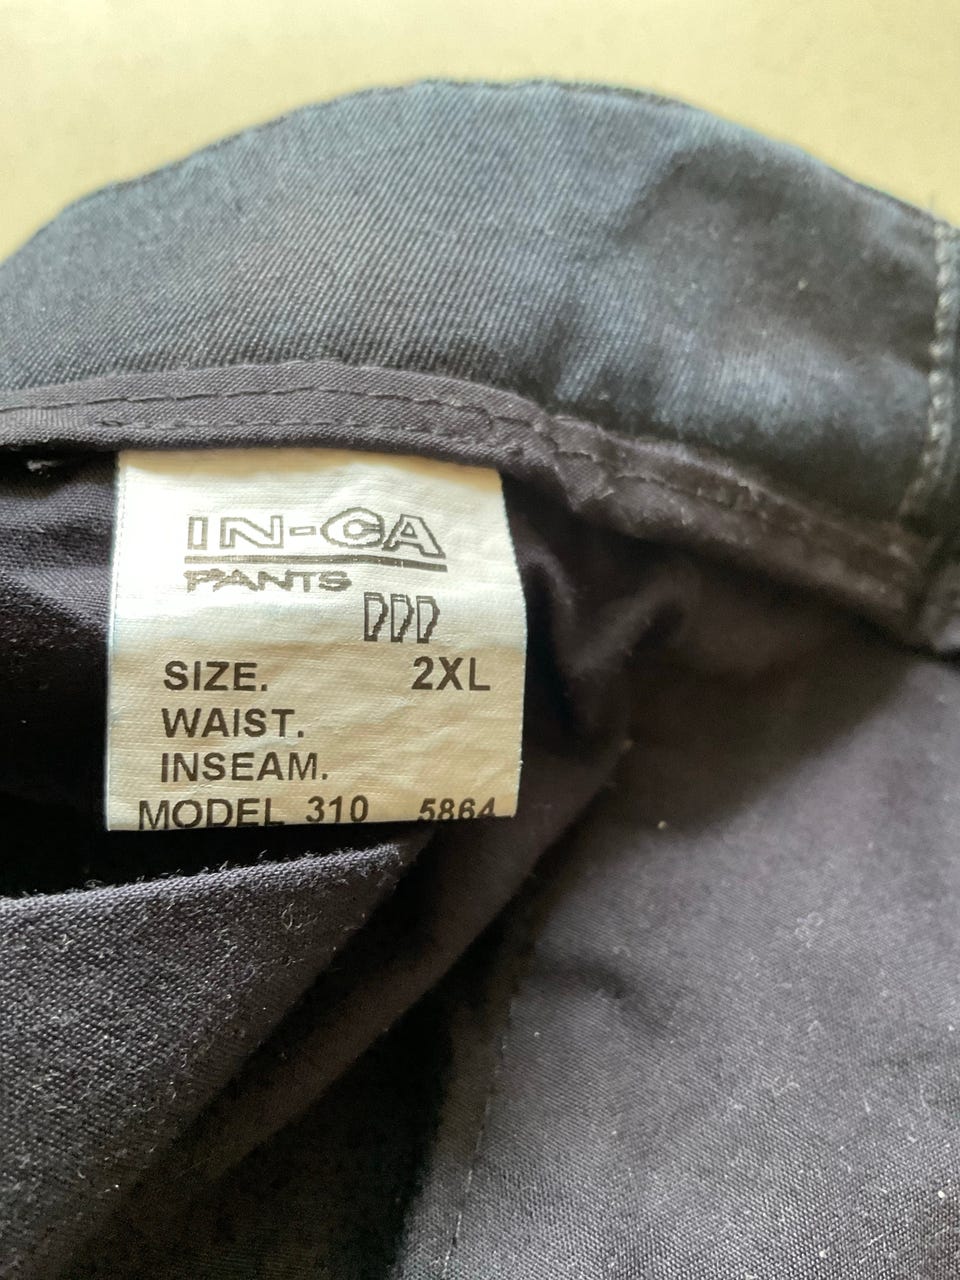 IN-CA
PANTS
SIZE. 2XL
WAIST.
INSEAM.
MODEL 310 5864